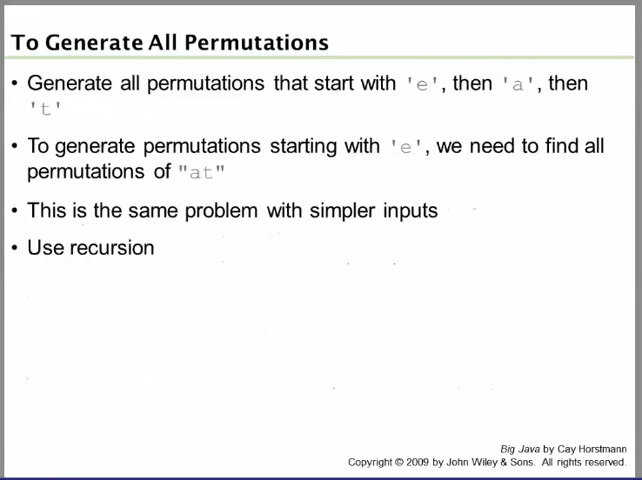 To Generate All Permutations
• Generate all permutations that start with 'e', then 'a', then
't'
• To generate permutations starting with 'e', we need to find all
permutations of "at"
• This is the same problem with simpler inputs
• Use recursion
Big Java by Cay Horstmann
Copyright © 2009 by John Wiley & Sons. All rights reserved.